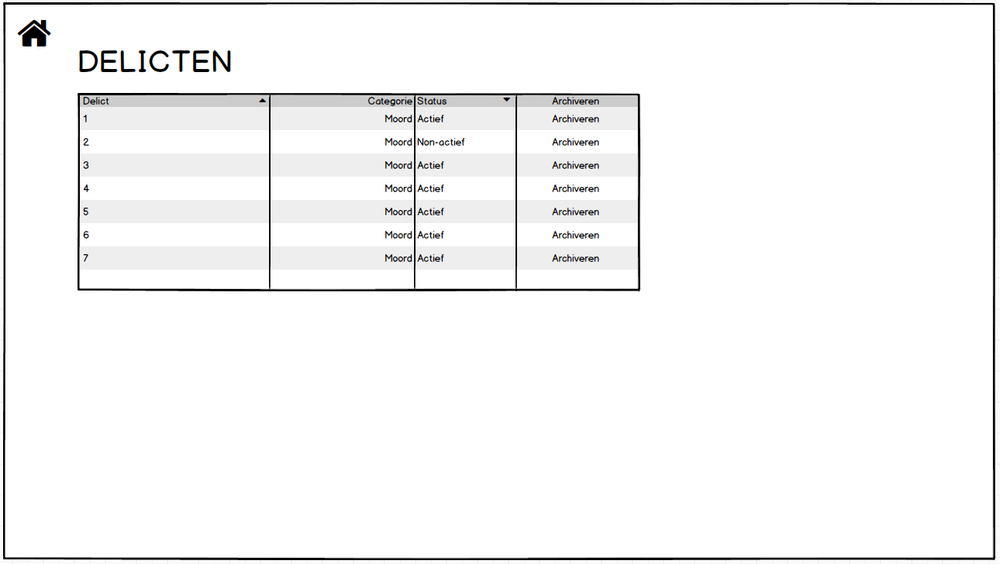 DELICTEN
Delict Categorie Status Archiveren
1 Moord Actief Archiveren
2 Moord Non-actief Archiveren
3 Moord Actief Archiveren
4 Moord Actief Archiveren
5 Moord Actief Archiveren
6 Moord Actief Archiveren
7 Moord Actief Archiveren